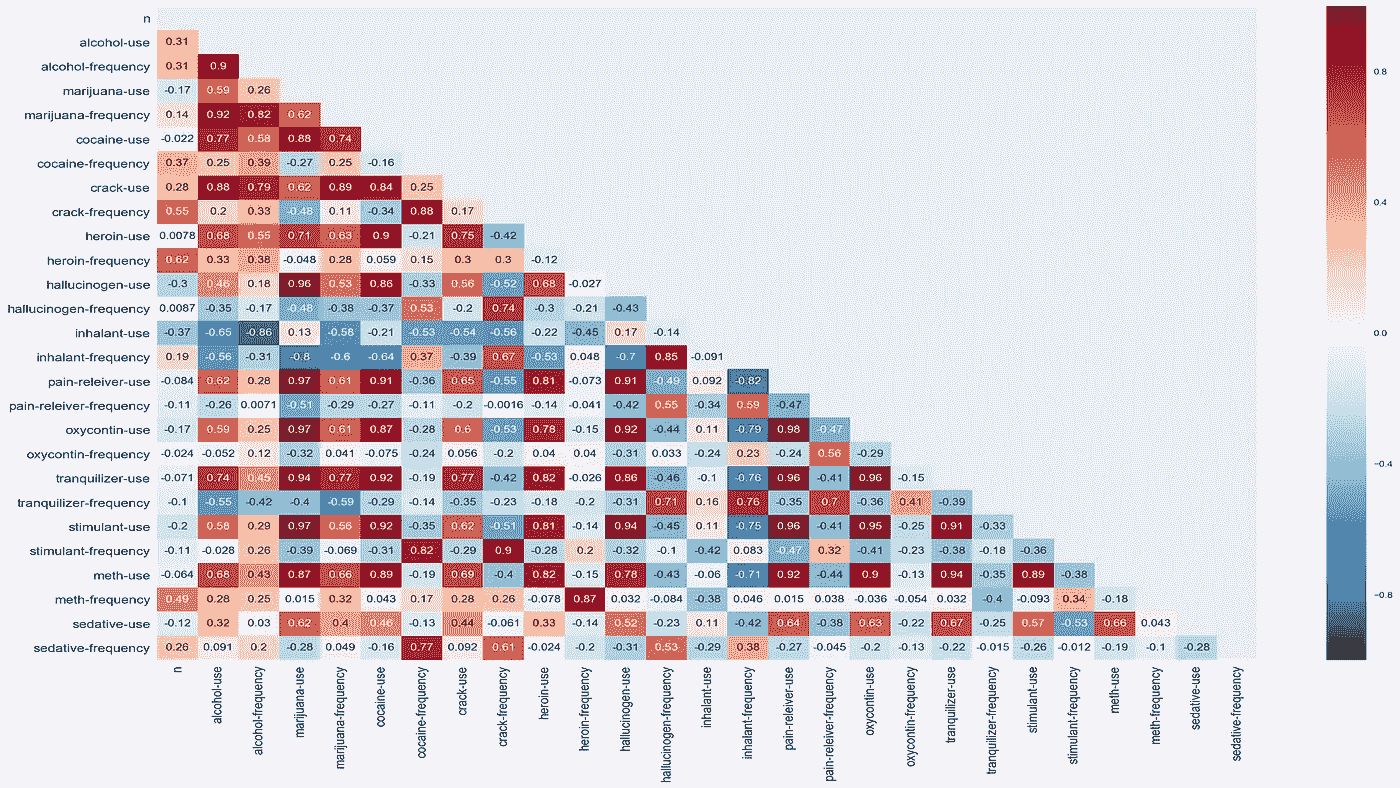 n
alcohol-use 0.31
alcohol-frequency 0.31 0.9
marijuana-use -0.17 0.59 0.26
marijuana-frequency 0.14 0.92 0.82 0.62
cocaine-use -0.022 0.77 0.58 0.88 0.74
cocaine-frequency 0.37 0.25 0.39 -0.27 0.25 -0.16
crack-use 0.28 0.88 0.79 0.62 0.89 0.84 0.25
crack-frequency 0.55 0.2 0.33 -0.48 0.11 -0.34 0.88 0.17
heroin-use 0.0078 0.68 0.55 0.71 0.63 0.9 -0.21 0.75 -0.42
heroin-frequency 0.62 0.33 0.38 -0.048 0.28 0.059 0.15 0.3 0.3 -0.12
hallucinogen-use -0.3 0.46 0.18 0.96 0.53 0.86 -0.33 0.56 -0.52 0.68 -0.027
hallucinogen-frequency 0.0087 -0.35 -0.17 -0.48 -0.38 -0.37 0.53 -0.2 0.74 -0.3 -0.21 -0.43
inhalant-use -0.37 -0.65 -0.86 0.13 -0.58 -0.21 -0.53 -0.54 -0.56 -0.22 -0.45 0.17 -0.14
inhalant-frequency 0.19 -0.56 -0.31 -0.8 -0.6 -0.64 0.37 -0.39 0.67 -0.53 0.048 -0.7 0.85 -0.091
pain-releiver-use -0.084 0.62 0.28 0.97 0.61 0.91 -0.36 0.65 -0.55 0.81 -0.073 0.91 -0.49 0.092 -0.82
pain-releiver-frequency -0.11 -0.26 0.0071 -0.51 -0.29 -0.27 -0.11 -0.2 -0.0016 -0.14 -0.041 -0.42 0.55 -0.34 0.59 -0.47
oxycontin-use -0.17 0.59 0.25 0.97 0.61 0.87 -0.28 0.6 -0.53 0.78 -0.15 0.92 -0.44 0.11 -0.79 0.98 -0.47
oxycontin-frequency -0.024 -0.052 0.12 -0.32 0.041 -0.075 -0.24 0.056 -0.2 0.04 0.04 -0.31 0.033 -0.24 0.23 -0.24 0.56 -0.29
tranquilizer-use -0.071 0.74 0.45 0.94 0.77 0.92 -0.19 0.77 -0.42 0.82 -0.026 0.86 -0.46 -0.1 -0.76 0.96 -0.41 0.96 -0.15
tranquilizer-frequency -0.1 -0.55 -0.42 -0.4 -0.59 -0.29 -0.14 -0.35 -0.23 -0.18 -0.2 -0.31 0.71 0.16 0.76 -0.35 0.7 -0.36 0.41 -0.39
stimulant-use -0.2 0.58 0.29 0.97 0.56 0.92 -0.35 0.62 -0.51 0.81 -0.14 0.94 -0.45 0.11 -0.75 0.96 -0.41 0.95 -0.25 0.91 -0.33
stimulant-frequency -0.11 -0.028 0.26 -0.39 -0.069 -0.31 0.82 -0.29 0.9 -0.28 0.2 -0.32 -0.1 -0.42 0.083 -0.47 0.32 -0.41 -0.23 -0.38 -0.18 -0.36
meth-use -0.064 0.68 0.43 0.87 0.66 0.89 -0.19 0.69 -0.4 0.82 -0.15 0.78 -0.43 -0.06 -0.71 0.92 -0.44 0.9 -0.13 0.94 -0.35 0.89 -0.38
meth-frequency 0.49 0.28 0.25 0.015 0.32 0.043 0.17 0.28 0.26 -0.078 0.87 0.032 -0.084 -0.38 0.046 0.015 0.038 -0.036 -0.054 0.032 -0.4 -0.093 0.34 -0.18
sedative-use -0.12 0.32 0.03 0.62 0.4 0.46 -0.13 0.44 -0.061 0.33 -0.14 0.52 -0.23 0.11 -0.42 0.64 -0.38 0.63 -0.22 0.67 -0.25 0.57 -0.53 0.66 0.043
sedative-frequency 0.26 0.091 0.2 -0.28 0.049 -0.16 0.77 0.092 0.61 -0.024 -0.2 -0.31 0.53 -0.29 0.38 -0.27 -0.045 -0.2 -0.13 -0.22 -0.015 -0.26 -0.012 -0.19 -0.1 -0.28
n
alcohol-use
alcohol-frequency
marijuana-use
marijuana-frequency
cocaine-use
cocaine-frequency
crack-use
crack-frequency
heroin-use
heroin-frequency
hallucinogen-use
hallucinogen-frequency
inhalant-use
inhalant-frequency
pain-releiver-use
pain-releiver-frequency
oxycontin-use
oxycontin-frequency
tranquilizer-use
tranquilizer-frequency
stimulant-use
stimulant-frequency
meth-use
meth-frequency
sedative-use
sedative-frequency
0.8
0.4
0.0
-0.4
-0.8